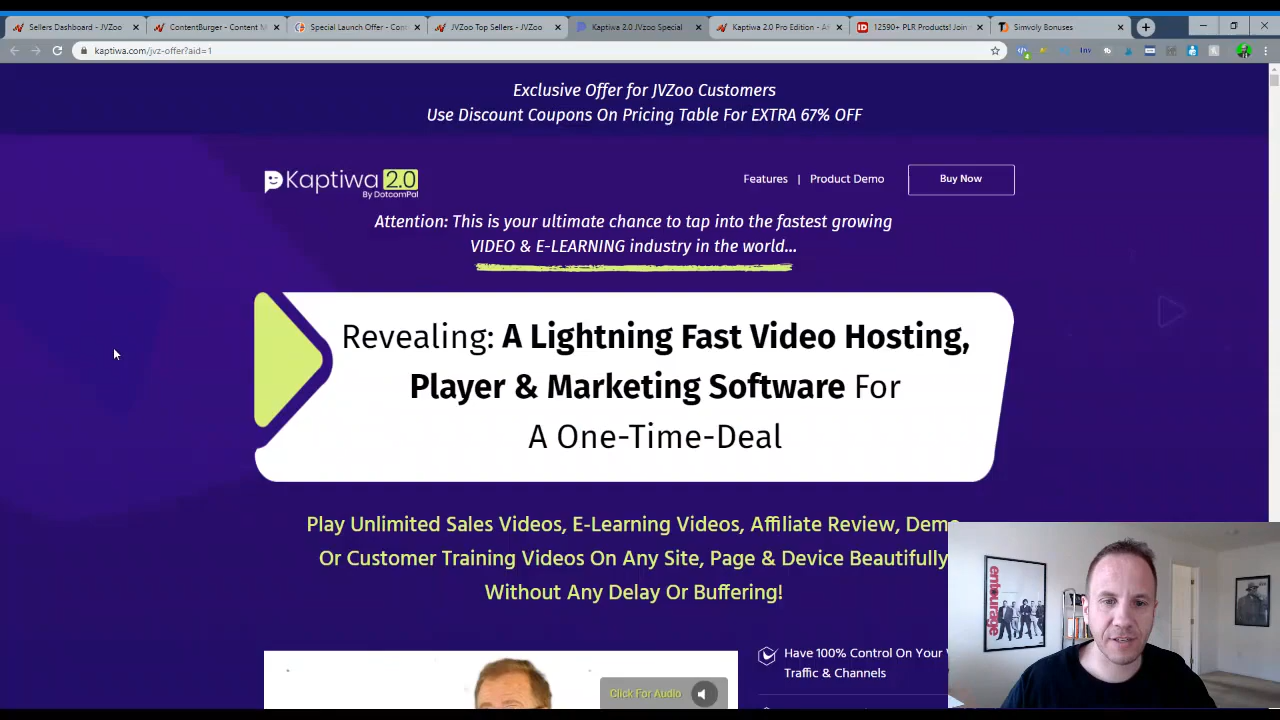 Sellers Dashboard - JVZoo
ContentBurger - Content M
Special Launch Offer - Cont
JVZoo Top Sellers - JVZoo
Kaptiwa 2.0 JVzoo Special
Kaptiwa 2.0 Pro Edition - Af
12590+ PLR Products! Join
Simvoly Bonuses
kaptiwa.com/jvz-offer?aid=1
Exclusive Offer for JVZoo Customers
Use Discount Coupons On Pricing Table For EXTRA 67% OFF
Kaptiwa 2.0
By DotcomPal
Features | Product Demo
Buy Now
Attention: This is your ultimate chance to tap into the fastest growing
VIDEO & E-LEARNING industry in the world...
Revealing: A Lightning Fast Video Hosting,
Player & Marketing Software For
A One-Time-Deal
Play Unlimited Sales Videos, E-Learning Videos, Affiliate Review, Demo
Or Customer Training Videos On Any Site, Page & Device Beautifully
Without Any Delay Or Buffering!
Click For Audio
Have 100% Control On Your
Traffic & Channels
entourage